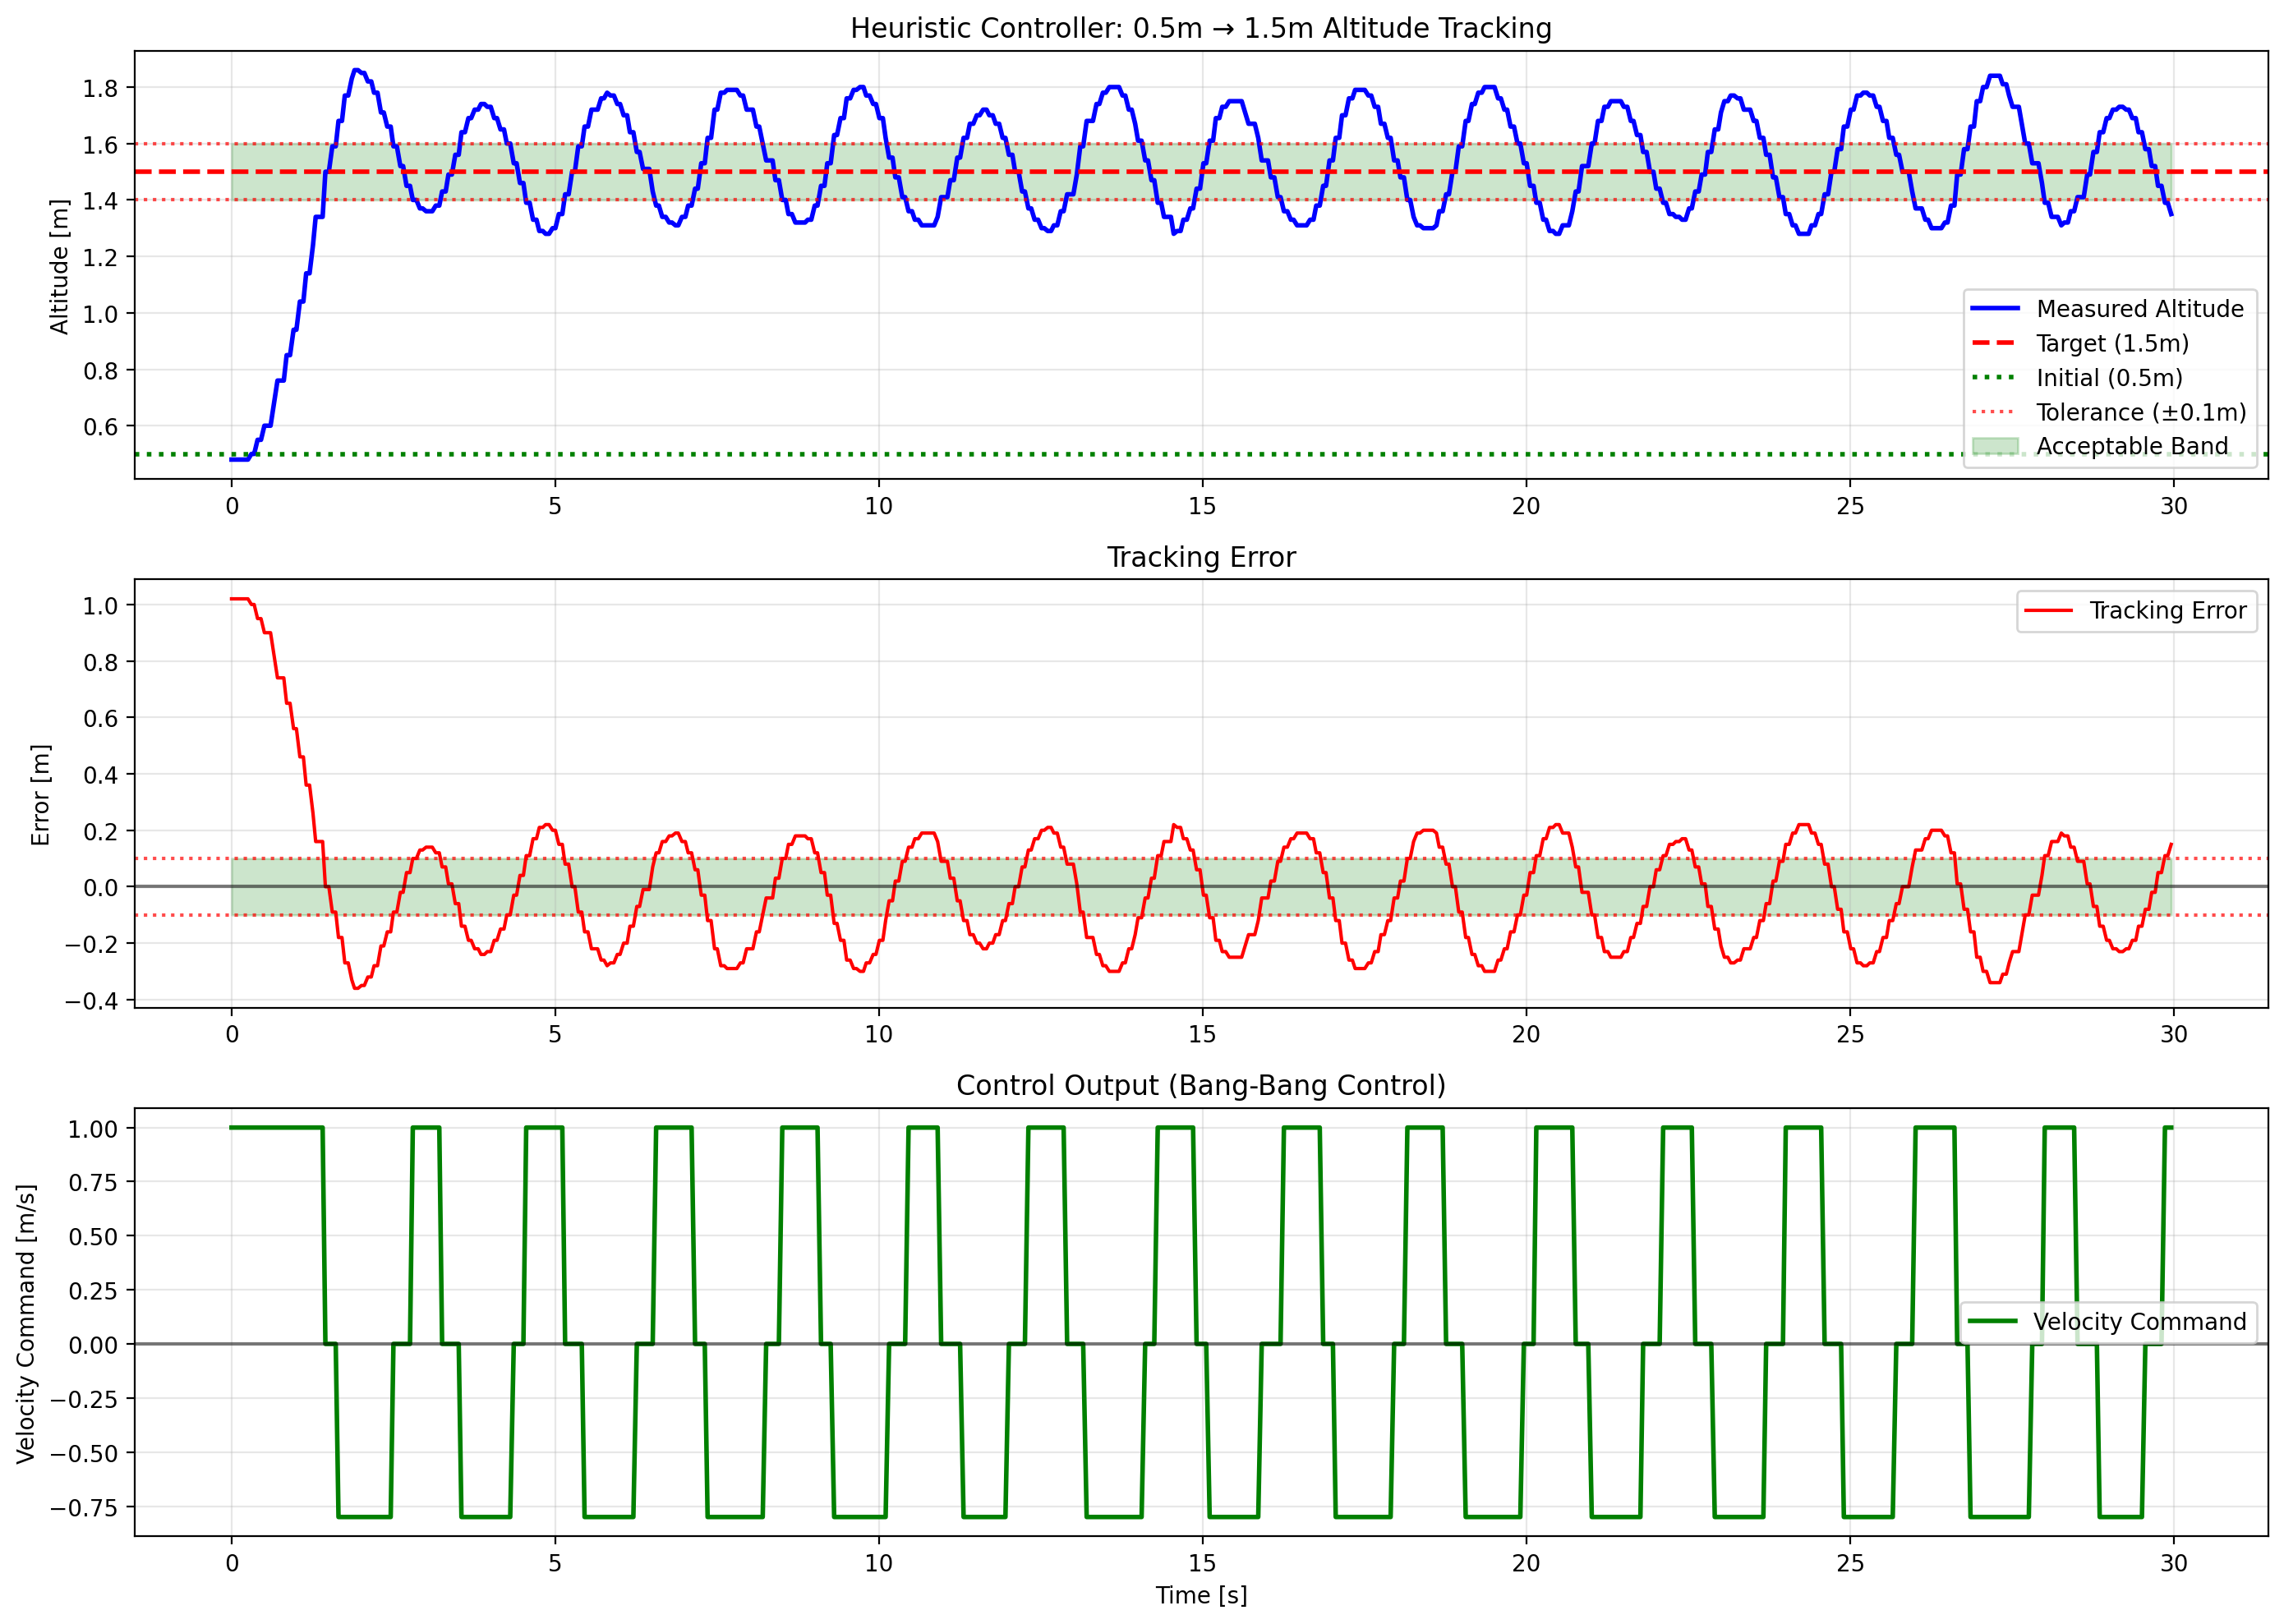 Heuristic Controller: 0.5m → 1.5m Altitude Tracking
Altitude [m]
1.8
1.6
1.4
1.2
1.0
0.8
0.6
Measured Altitude
Target (1.5m)
Initial (0.5m)
Tolerance (±0.1m)
Acceptable Band
0 5 10 15 20 25 30
Tracking Error
Error [m]
1.0
0.8
0.6
0.4
0.2
0.0
−0.2
−0.4
Tracking Error
0 5 10 15 20 25 30
Control Output (Bang-Bang Control)
Velocity Command [m/s]
1.00
0.75
0.50
0.25
0.00
−0.25
−0.50
−0.75
Velocity Command
0 5 10 15 20 25 30
Time [s]